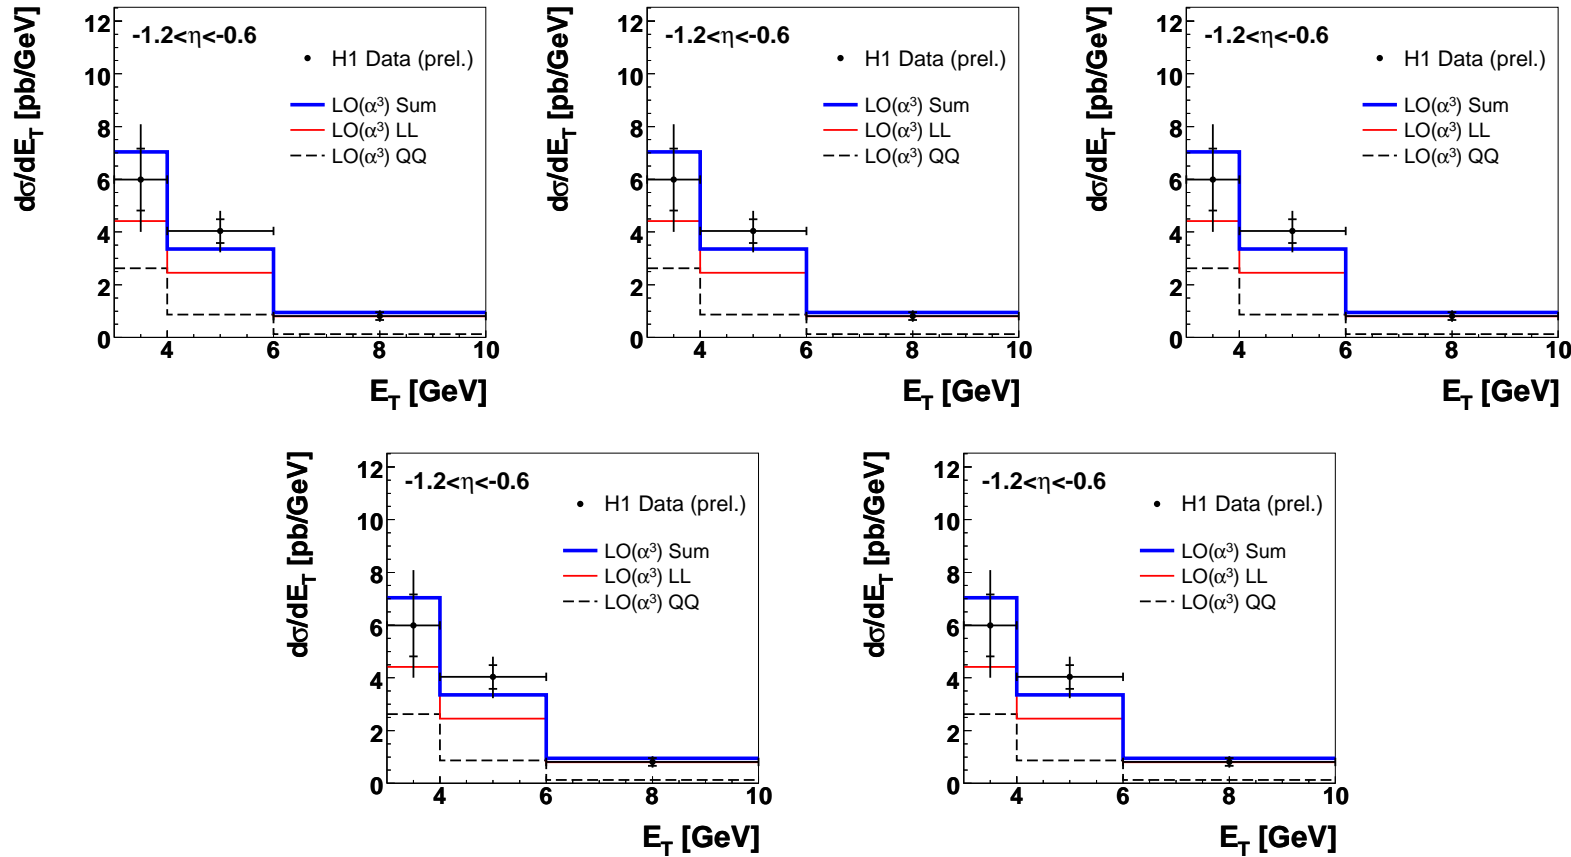 dσ/dE_T [pb/GeV]
-1.2<η<-0.6
H1 Data (prel.)
LO(α³) Sum
LO(α³) LL
LO(α³) QQ
12
10
8
6
4
2
0
4 6 8 10
E_T [GeV]
dσ/dE_T [pb/GeV]
-1.2<η<-0.6
H1 Data (prel.)
LO(α³) Sum
LO(α³) LL
LO(α³) QQ
12
10
8
6
4
2
0
4 6 8 10
E_T [GeV]
dσ/dE_T [pb/GeV]
-1.2<η<-0.6
H1 Data (prel.)
LO(α³) Sum
LO(α³) LL
LO(α³) QQ
12
10
8
6
4
2
0
4 6 8 10
E_T [GeV]
dσ/dE_T [pb/GeV]
-1.2<η<-0.6
H1 Data (prel.)
LO(α³) Sum
LO(α³) LL
LO(α³) QQ
12
10
8
6
4
2
0
4 6 8 10
E_T [GeV]
dσ/dE_T [pb/GeV]
-1.2<η<-0.6
H1 Data (prel.)
LO(α³) Sum
LO(α³) LL
LO(α³) QQ
12
10
8
6
4
2
0
4 6 8 10
E_T [GeV]